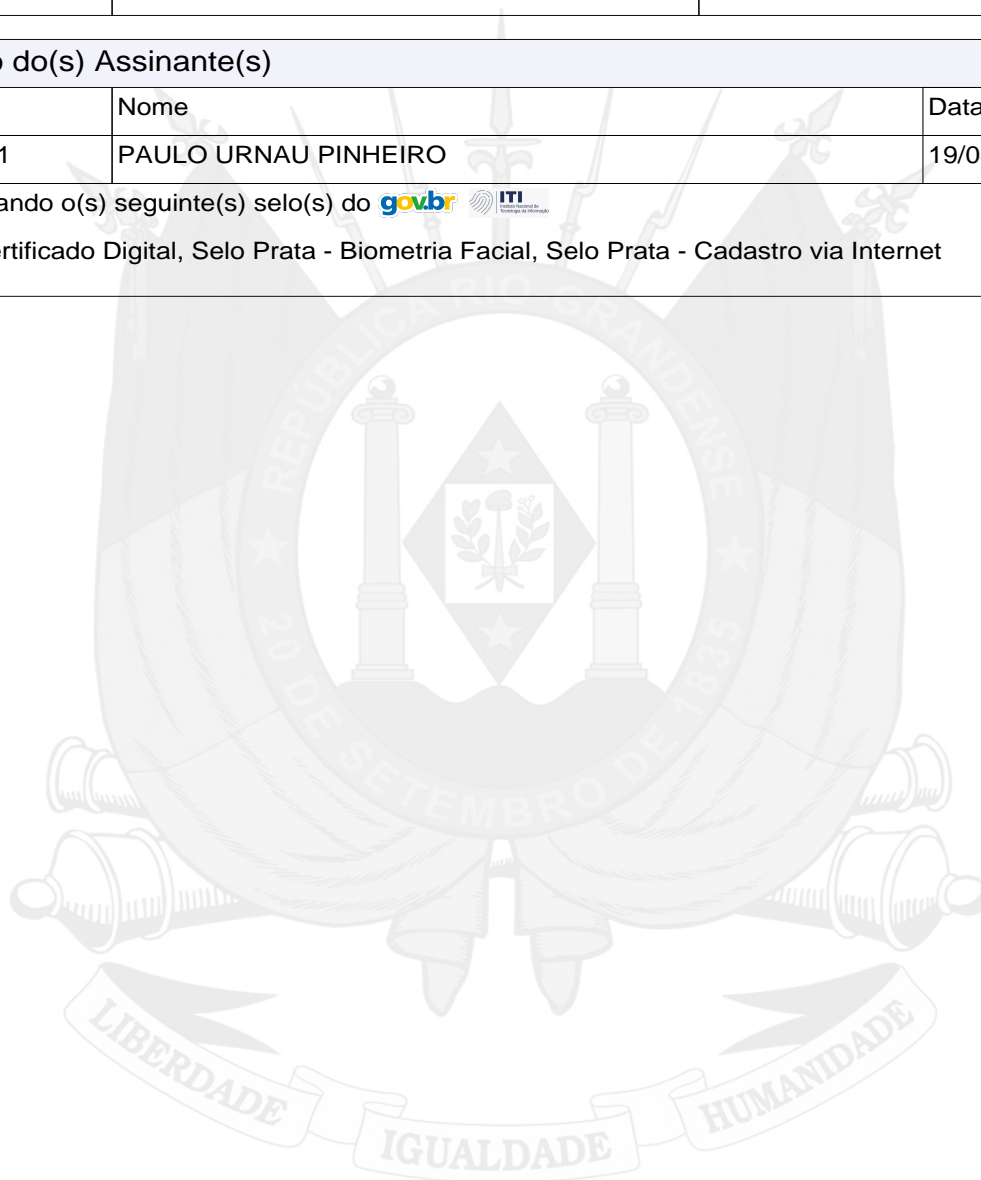 o do(s) Assinante(s)
Nome
Data
1
PAULO URNAU PINHEIRO
19/0
ando o(s) seguinte(s) selo(s) do gov.br ITI
rtificado Digital, Selo Prata - Biometria Facial, Selo Prata - Cadastro via Internet
REPÚBLICA RIO GRANDENSE
20 DE SETEMBRO DE 1835
LIBERDADE
IGUALDADE
HUMANIDADE